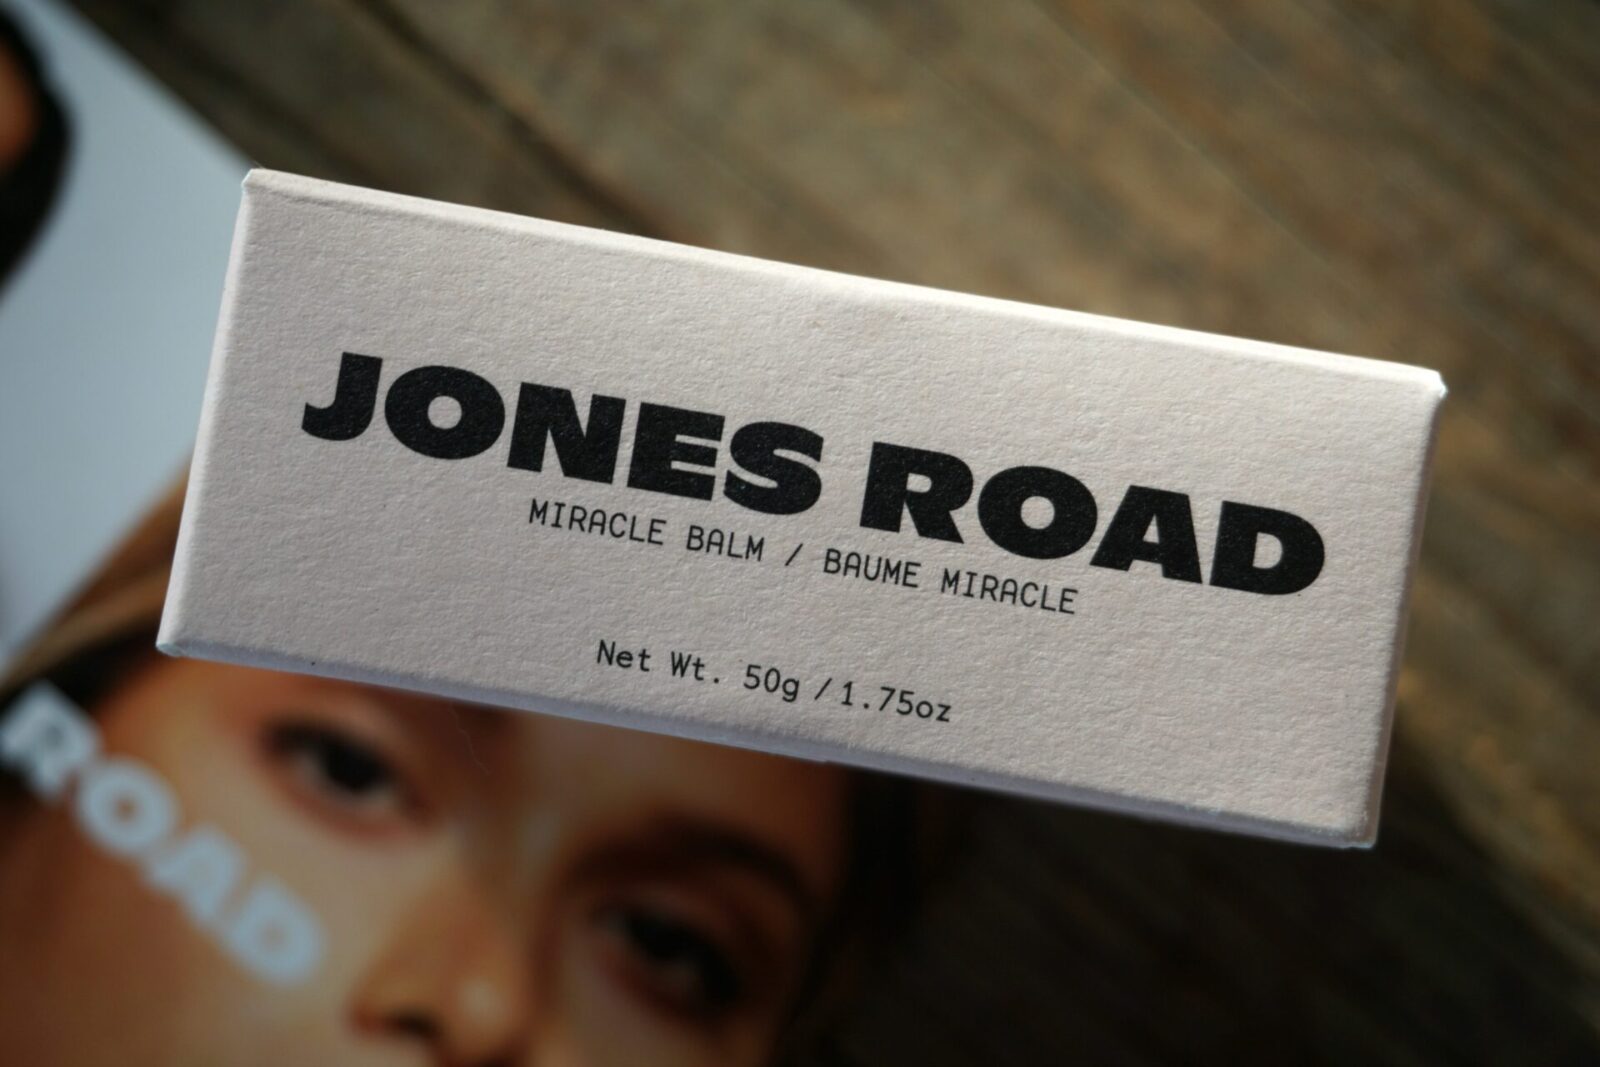 JONES ROAD
MIRACLE BALM / BAUME MIRACLE
Net Wt. 50g / 1.75oz
ROAD